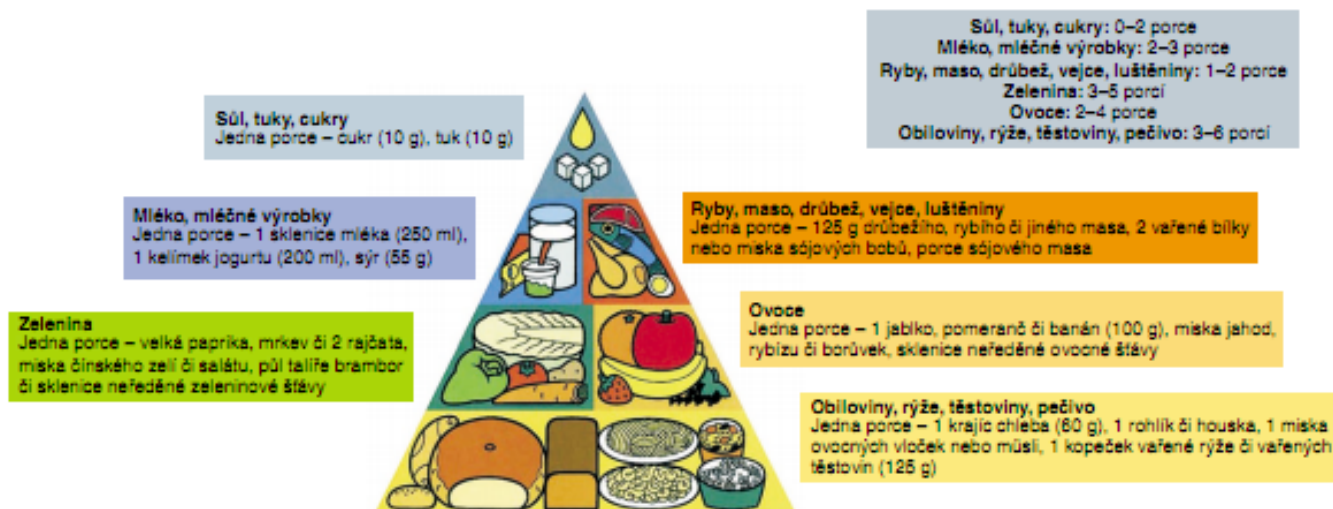 Sůl, tuky, cukry: 0–2 porce
Mléko, mléčné výrobky: 2–3 porce
Ryby, maso, drůbež, vejce, luštěniny: 1–2 porce
Zelenina: 3–5 porcí
Ovoce: 2–4 porce
Obiloviny, rýže, těstoviny, pečivo: 3–6 porcí
Sůl, tuky, cukry
Jedna porce – cukr (10 g), tuk (10 g)
Mléko, mléčné výrobky
Jedna porce – 1 sklenice mléka (250 ml),
1 kelímek jogurtu (200 ml), sýr (55 g)
Ryby, maso, drůbež, vejce, luštěniny
Jedna porce – 125 g drůbežího, rybího či jiného masa, 2 vařené bílky
nebo miska sójových bobů, porce sójového masa
Zelenina
Jedna porce – velká paprika, mrkev či 2 rajčata,
miska čínského zelí či salátu, půl talíře brambor
či sklenice neředěné zeleninové šťávy
Ovoce
Jedna porce – 1 jablko, pomeranč či banán (100 g), miska jahod,
rybízu či borůvek, sklenice neředěné ovocné šťávy
Obiloviny, rýže, těstoviny, pečivo
Jedna porce – 1 krajíc chleba (60 g), 1 rohlík či houska, 1 miska
ovocných vloček nebo müsli, 1 kopeček vařené rýže či vařených
těstovin (125 g)